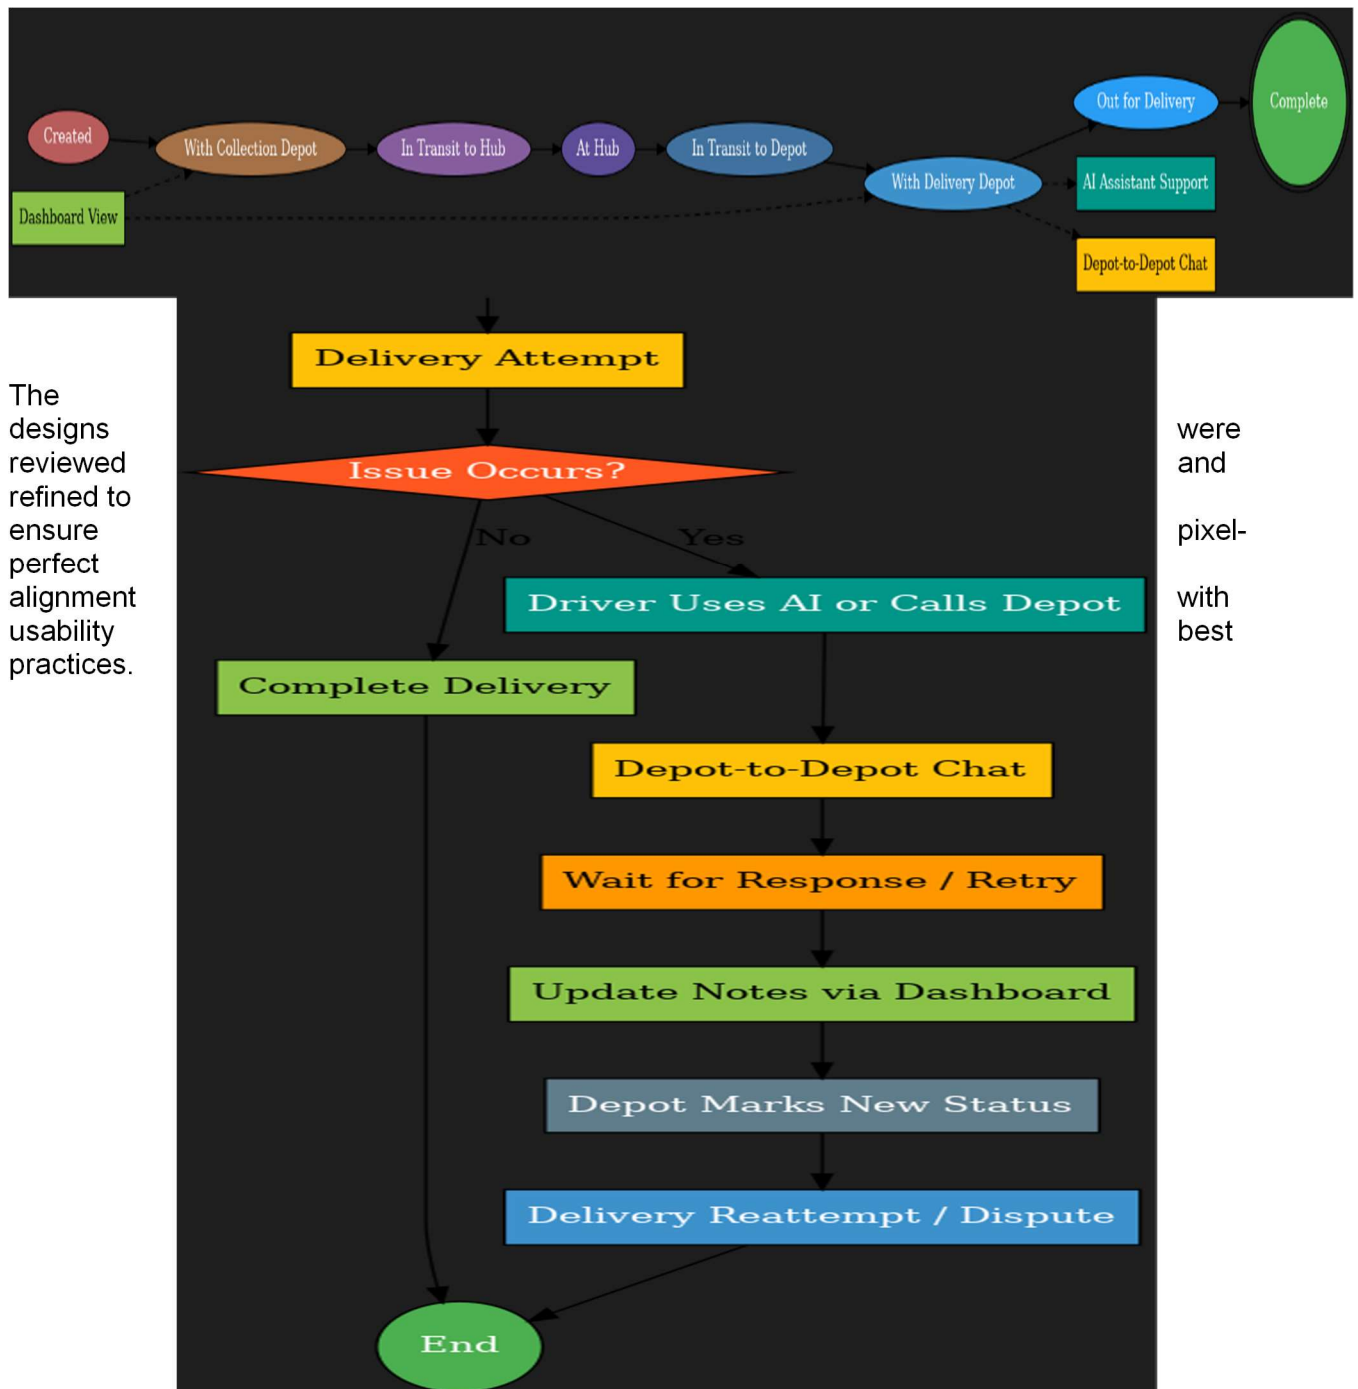 Created
With Collection Depot
In Transit to Hub
At Hub
In Transit to Depot
With Delivery Depot
Out for Delivery
Complete
Dashboard View
AI Assistant Support
Depot-to-Depot Chat
Delivery Attempt
Issue Occurs?
No
Yes
Driver Uses AI or Calls Depot
Complete Delivery
Depot-to-Depot Chat
Wait for Response / Retry
Update Notes via Dashboard
Depot Marks New Status
Delivery Reattempt / Dispute
End
The
designs were
reviewed and
refined to
ensure pixel-
perfect
alignment with
usability best
practices.